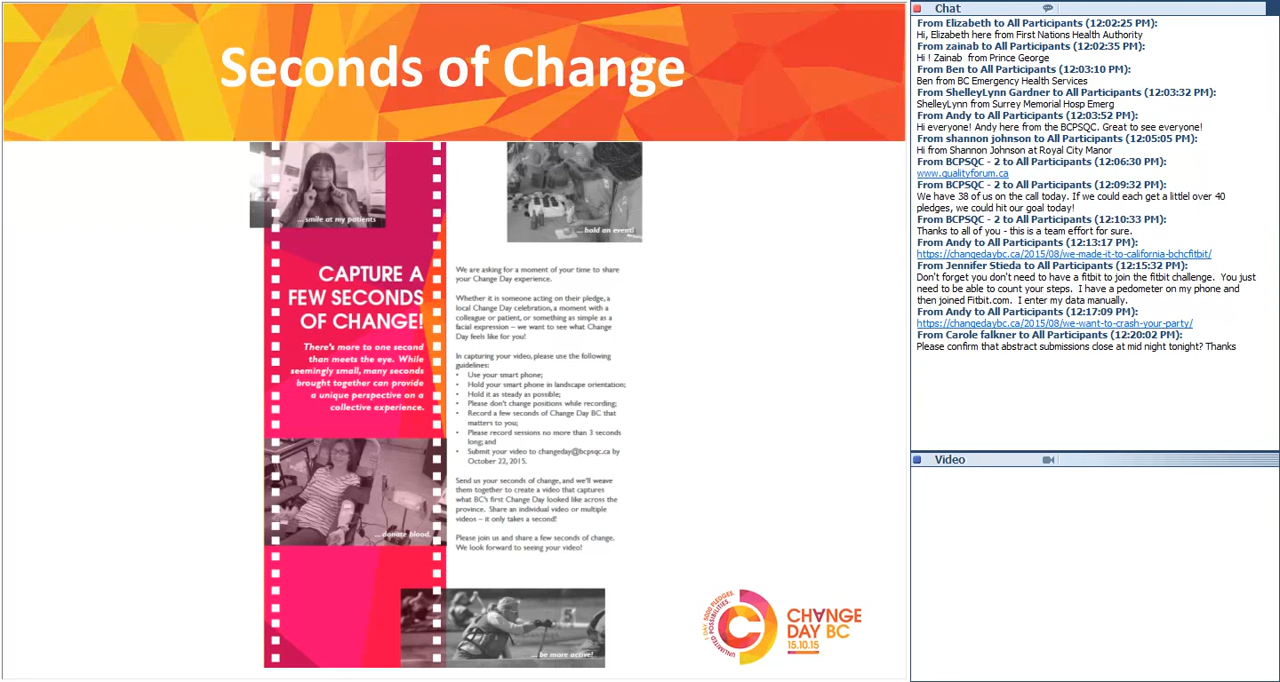 Seconds of Change
... smile at my patients
... hold an event!
CAPTURE A
FEW SECONDS
OF CHANGE!
There's more to one second
than meets the eye. While
seemingly small, many seconds
brought together can provide
a unique perspective on a
collective experience.
... donate blood.
... be more active!
We are asking for a moment of your time to share
your Change Day experience.
Whether it is someone acting on their pledge, a
local Change Day celebration, a moment with a
colleague or patient, or something as simple as a
facial expression – we want to see what Change
Day feels like for you!
In capturing your video, please use the following
guidelines:
• Use your smart phone;
• Hold your smart phone in landscape orientation;
• Hold it as steady as possible;
• Please don't change positions while recording;
• Record a few seconds of Change Day BC that
matters to you;
• Please record sessions no more than 3 seconds
long; and
• Submit your video to changeday@bcpsqc.ca by
October 22, 2015.
Send us your seconds of change, and we'll weave
them together to create a video that captures
what BC's first Change Day looked like across the
province. Share an individual video or multiple
videos – it only takes a second!
Please join us and share a few seconds of change.
We look forward to seeing your video!
1 DAY. 5000 PLEDGES.
UNLIMITED POSSIBILITIES.
CHANGE
DAY BC
15.10.15
Chat
From Elizabeth to All Participants (12:02:25 PM):
Hi, Elizabeth here from First Nations Health Authority
From zainab to All Participants (12:02:35 PM):
Hi ! Zainab from Prince George
From Ben to All Participants (12:03:10 PM):
Ben from BC Emergency Health Services
From ShelleyLynn Gardner to All Participants (12:03:32 PM):
ShelleyLynn from Surrey Memorial Hosp Emerg
From Andy to All Participants (12:03:52 PM):
Hi everyone! Andy here from the BCPSQC. Great to see everyone!
From shannon johnson to All Participants (12:05:05 PM):
Hi from Shannon Johnson at Royal City Manor
From BCPSQC - 2 to All Participants (12:06:30 PM):
www.qualityforum.ca
From BCPSQC - 2 to All Participants (12:09:32 PM):
We have 38 of us on the call today. If we could each get a littlel over 40
pledges, we could hit our goal today!
From BCPSQC - 2 to All Participants (12:10:33 PM):
Thanks to all of you - this is a team effort for sure.
From Andy to All Participants (12:13:17 PM):
https://changedaybc.ca/2015/08/we-made-it-to-california-bchcfitbit/
From Jennifer Stieda to All Participants (12:15:32 PM):
Don't forget you don't need to have a fitbit to join the fitbit challenge. You just
need to be able to count your steps. I have a pedometer on my phone and
then joined Fitbit.com. I enter my data manually.
From Andy to All Participants (12:17:09 PM):
https://changedaybc.ca/2015/08/we-want-to-crash-your-party/
From Carole falkner to All Participants (12:20:02 PM):
Please confirm that abstract submissions close at mid night tonight? Thanks
Video